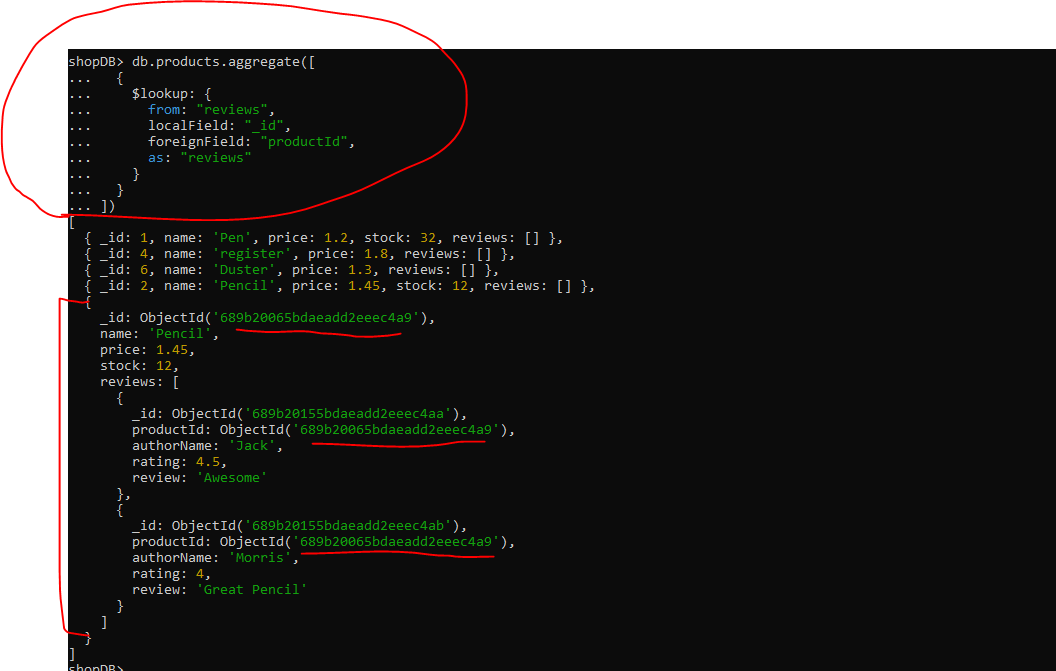 shopDB> db.products.aggregate([
...   {
...     $lookup: {
...       from: "reviews",
...       localField: "_id",
...       foreignField: "productId",
...       as: "reviews"
...     }
...   }
... ])
[
  { _id: 1, name: 'Pen', price: 1.2, stock: 32, reviews: [] },
  { _id: 4, name: 'register', price: 1.8, reviews: [] },
  { _id: 6, name: 'Duster', price: 1.3, reviews: [] },
  { _id: 2, name: 'Pencil', price: 1.45, stock: 12, reviews: [] },
  {
    _id: ObjectId('689b20065bdaeadd2eeec4a9'),
    name: 'Pencil',
    price: 1.45,
    stock: 12,
    reviews: [
      {
        _id: ObjectId('689b20155bdaeadd2eeec4aa'),
        productId: ObjectId('689b20065bdaeadd2eeec4a9'),
        authorName: 'Jack',
        rating: 4.5,
        review: 'Awesome'
      },
      {
        _id: ObjectId('689b20155bdaeadd2eeec4ab'),
        productId: ObjectId('689b20065bdaeadd2eeec4a9'),
        authorName: 'Morris',
        rating: 4,
        review: 'Great Pencil'
      }
    ]
  }
]
shopDB>